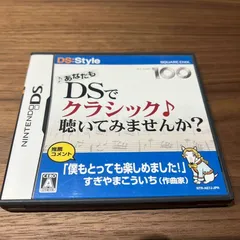 DS:Style
SQUARE ENIX
100
あなたも
DSで
クラシック♪
聴いてみませんか?
NINTENDO DS
推薦
コメント
「僕もとっても楽しめました!」
すぎやまこういち(作曲家)
CERO
A